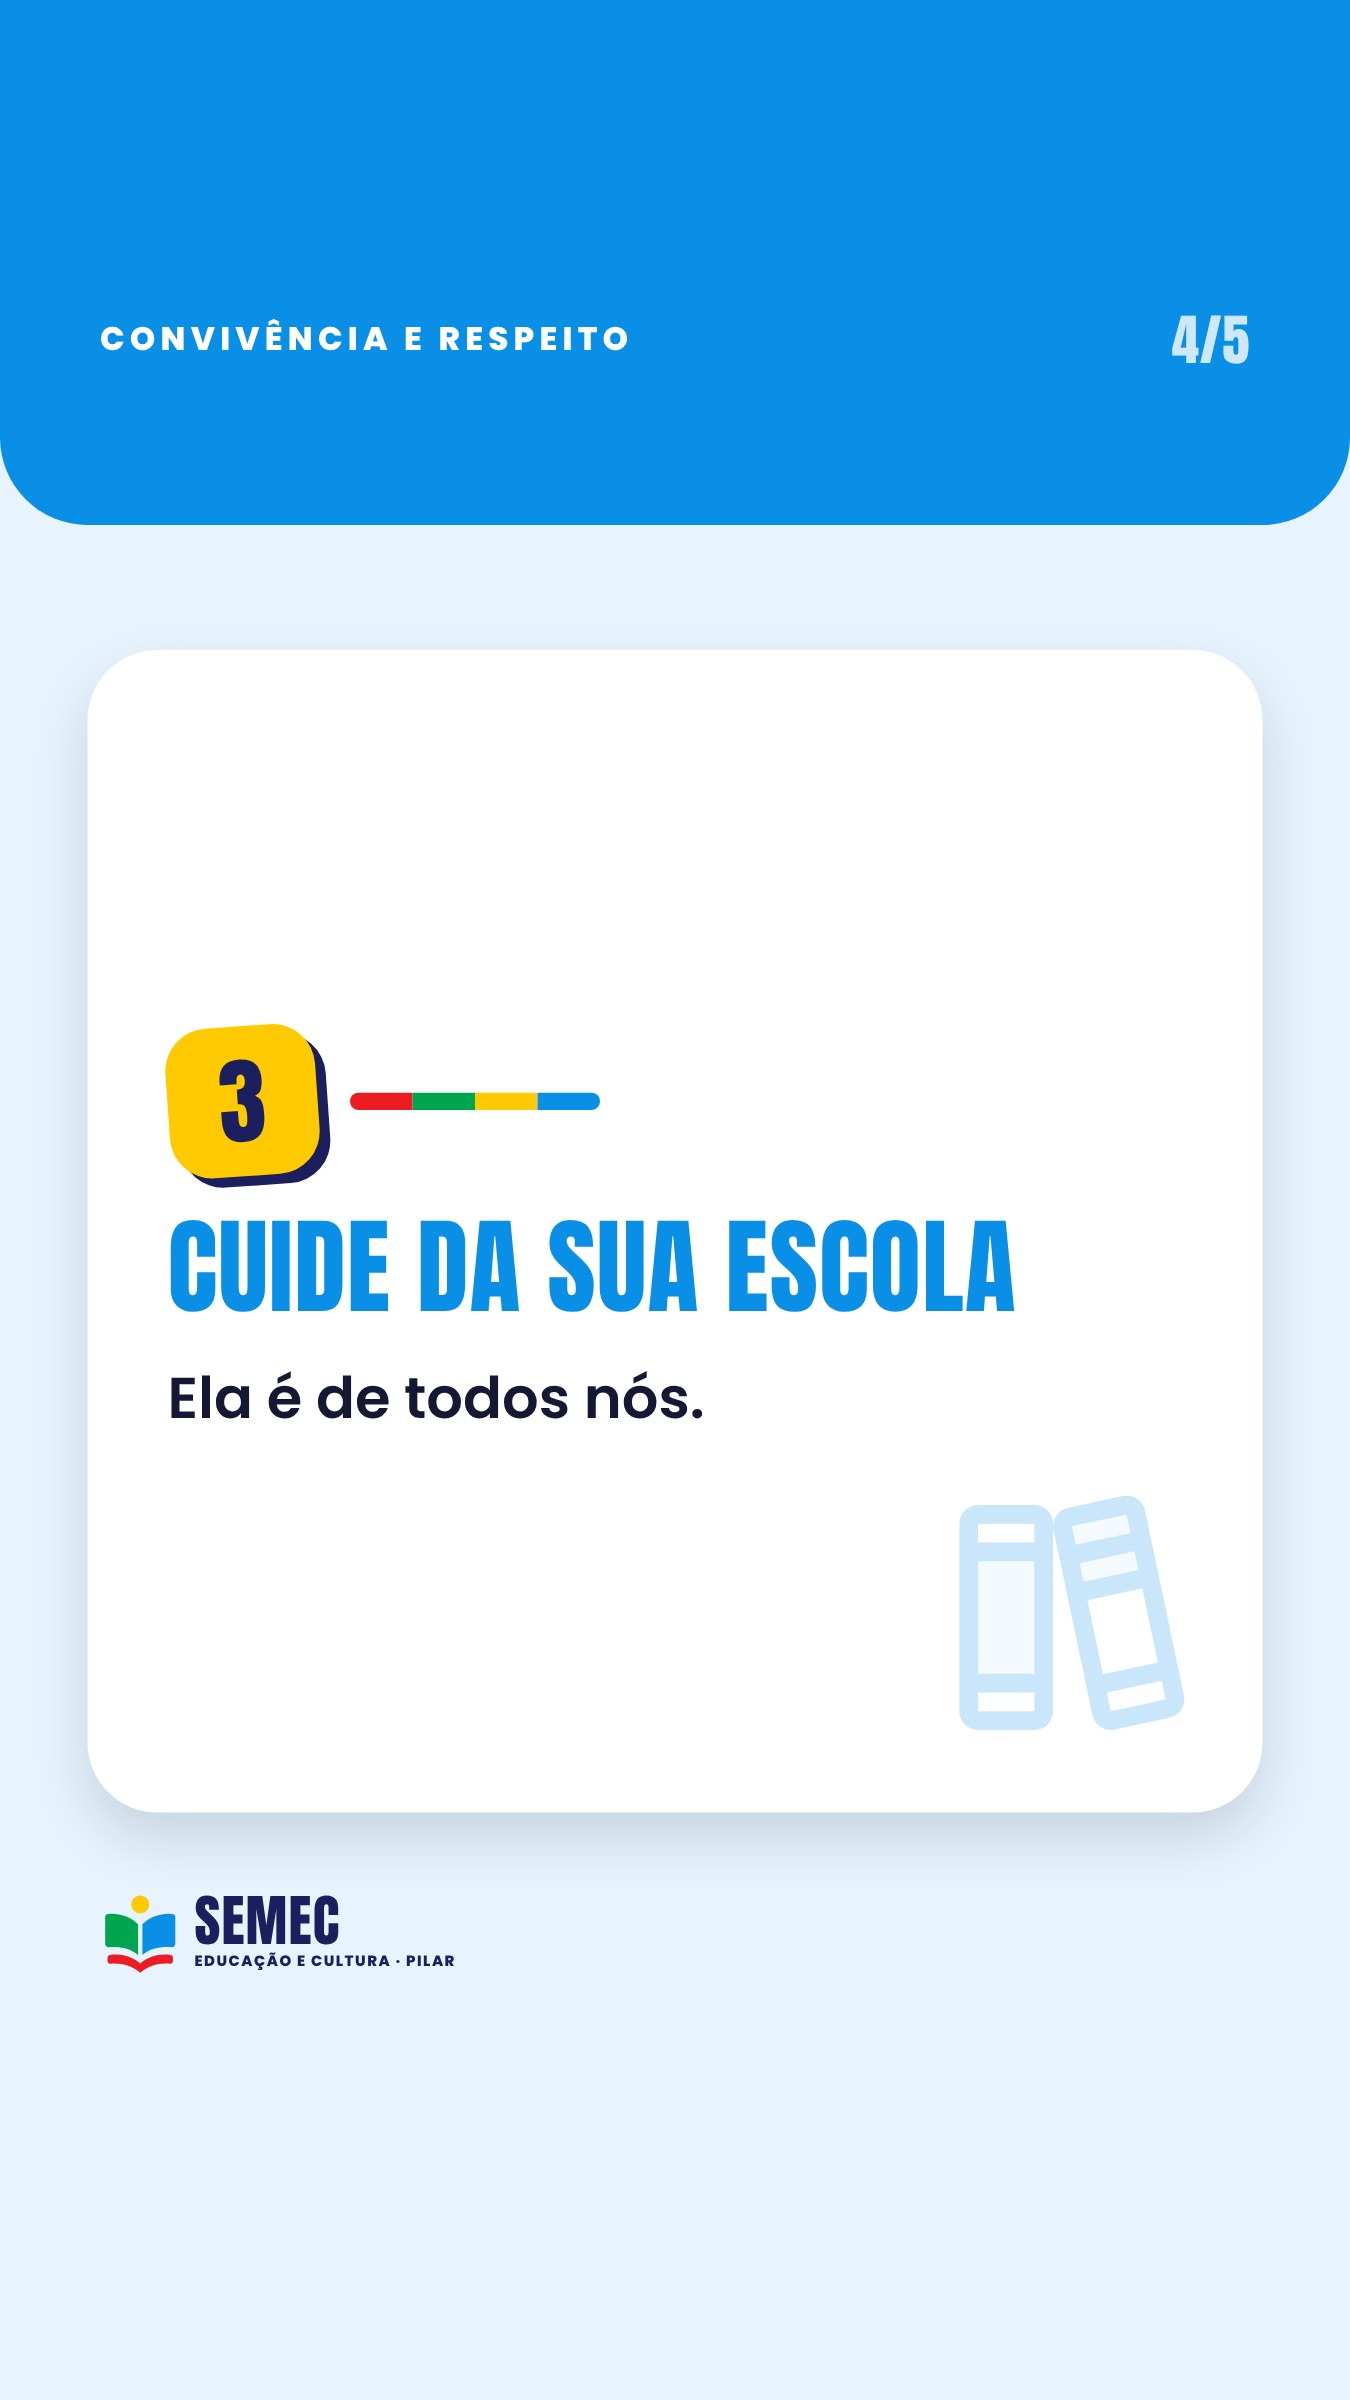 CONVIVÊNCIA E RESPEITO
4/5
3
CUIDE DA SUA ESCOLA
Ela é de todos nós.
SEMEC
EDUCAÇÃO E CULTURA · PILAR